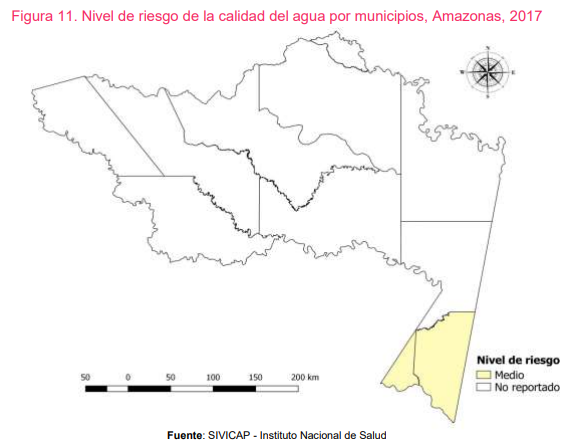 Figura 11. Nivel de riesgo de la calidad del agua por municipios, Amazonas, 2017
N
W E
S
Nivel de riesgo
Medio
No reportado
50 0 50 100 150 200 km
Fuente: SIVICAP - Instituto Nacional de Salud